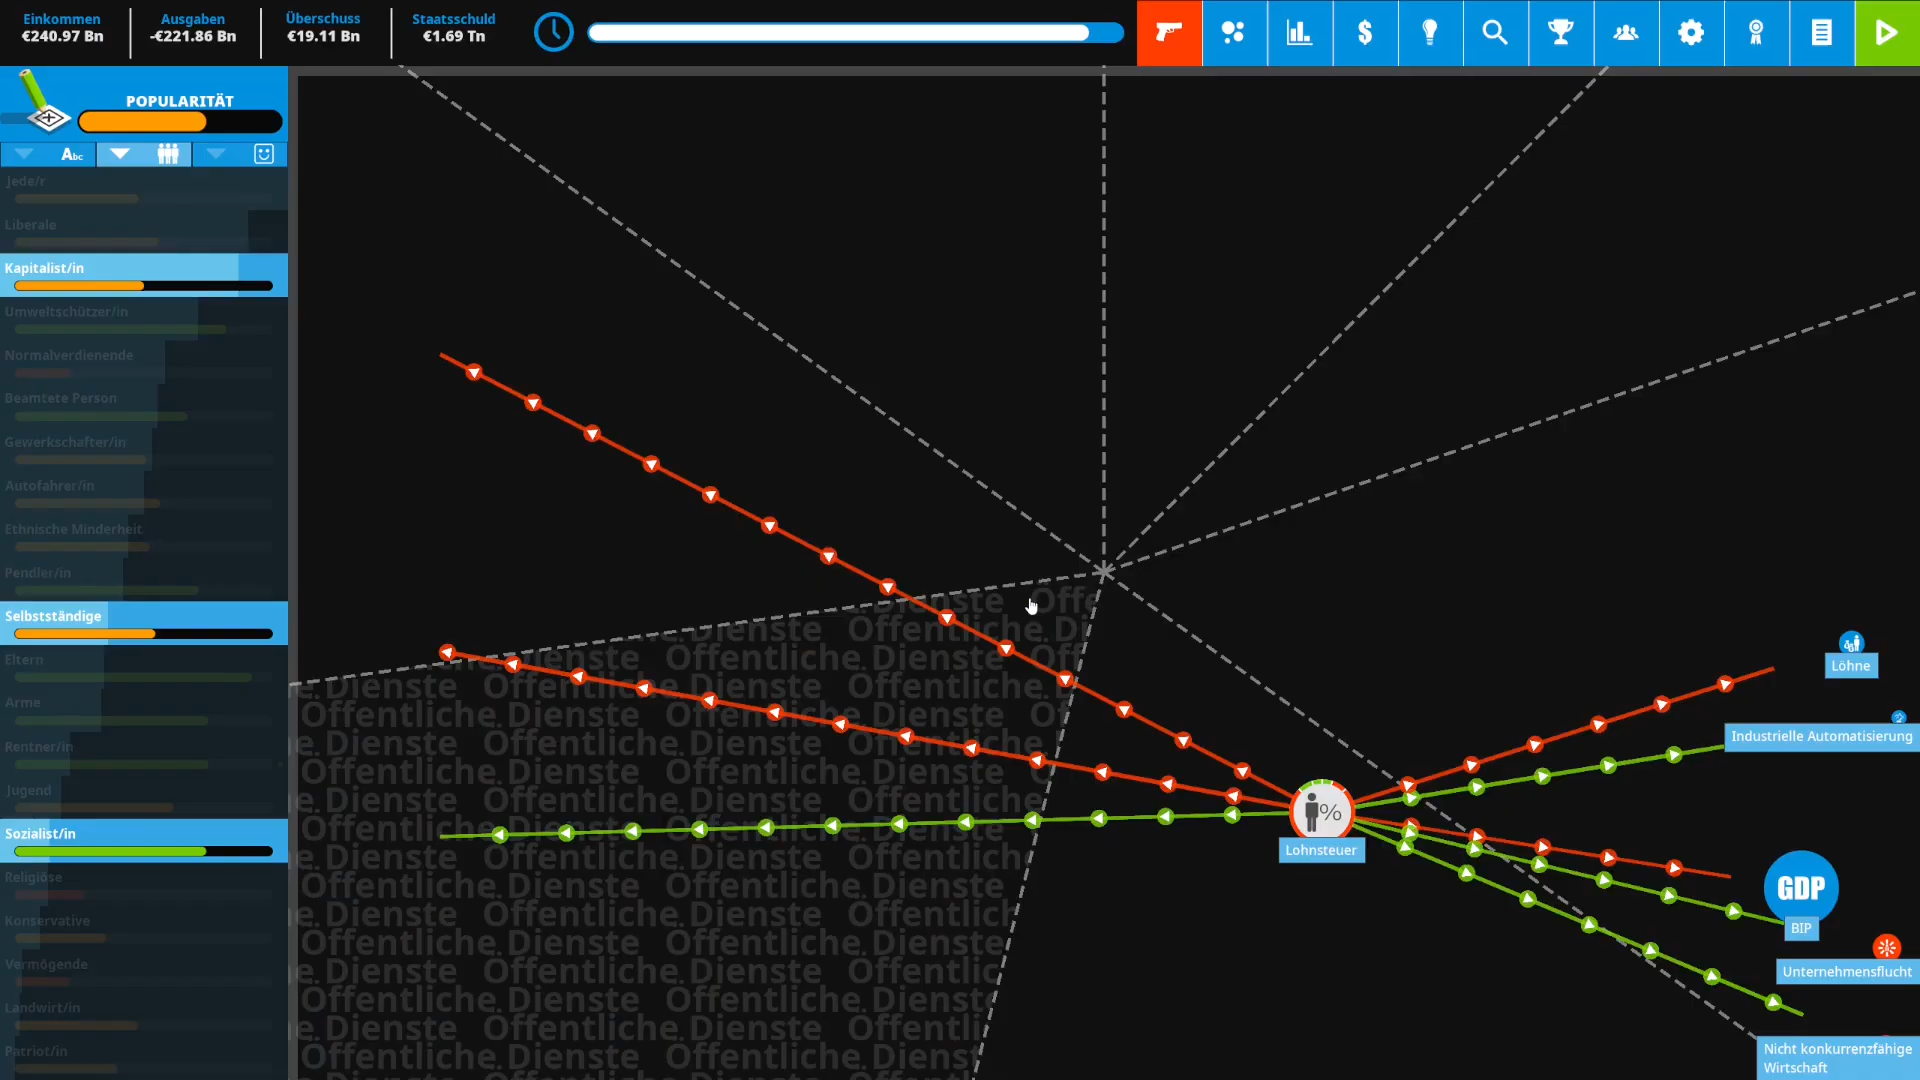 Einkommen
€240.97 Bn
Ausgaben
-€221.86 Bn
Überschuss
€19.11 Bn
Staatsschuld
€1.69 Tn
POPULARITÄT
Abc
Jede/r
Liberale
Kapitalist/in
Umweltschützer/in
Normalverdienende
Beamtete Person
Gewerkschafter/in
Autofahrer/in
Ethnische Minderheit
Pendler/in
Selbstständige
Eltern
Arme
Rentner/in
Jugend
Sozialist/in
Religiöse
Konservative
Vermögende
Landwirt/in
Patriot/in
Öffentliche Dienste
%
Lohnsteuer
Löhne
Industrielle Automatisierung
GDP
BIP
Unternehmensflucht
Nicht konkurrenzfähige
Wirtschaft